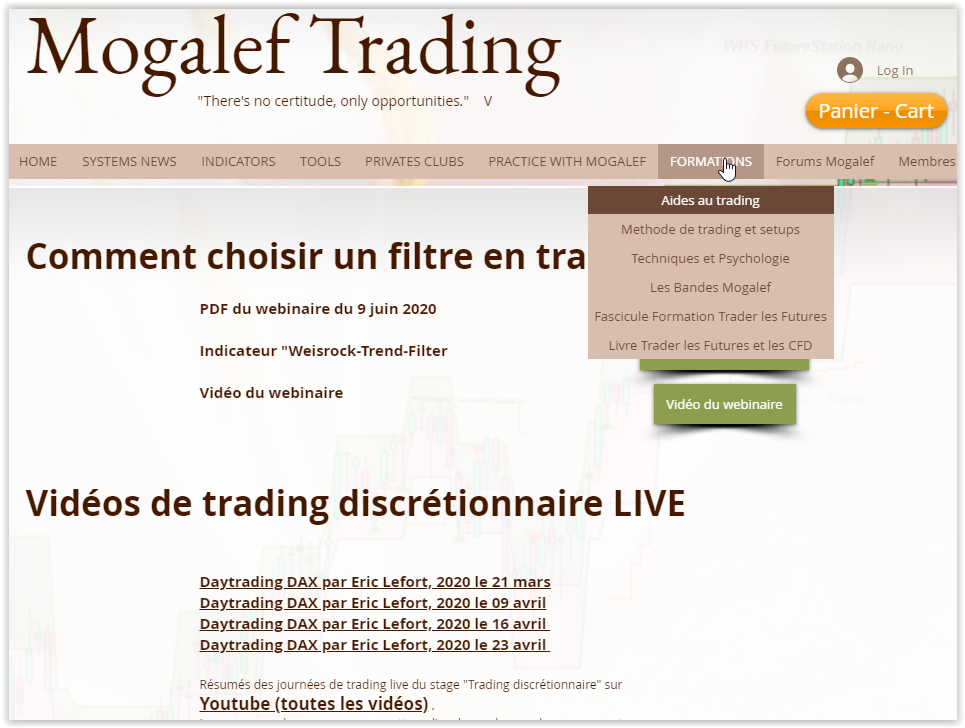 Mogalef Trading
WHS FutureStation Nano
Log In
"There's no certitude, only opportunities." V
Panier - Cart
HOME SYSTEMS NEWS INDICATORS TOOLS PRIVATES CLUBS PRACTICE WITH MOGALEF FORMATIONS Forums Mogalef Membres
Aides au trading
Methode de trading et setups
Techniques et Psychologie
Les Bandes Mogalef
Fascicule Formation Trader les Futures
Livre Trader les Futures et les CFD
Comment choisir un filtre en tra
PDF du webinaire du 9 juin 2020
Indicateur "Weisrock-Trend-Filter
Vidéo du webinaire
Vidéo du webinaire
Vidéos de trading discrétionnaire LIVE
Daytrading DAX par Eric Lefort, 2020 le 21 mars
Daytrading DAX par Eric Lefort, 2020 le 09 avril
Daytrading DAX par Eric Lefort, 2020 le 16 avril
Daytrading DAX par Eric Lefort, 2020 le 23 avril
Résumés des journées de trading live du stage "Trading discrétionnaire" sur
Youtube (toutes les vidéos) .